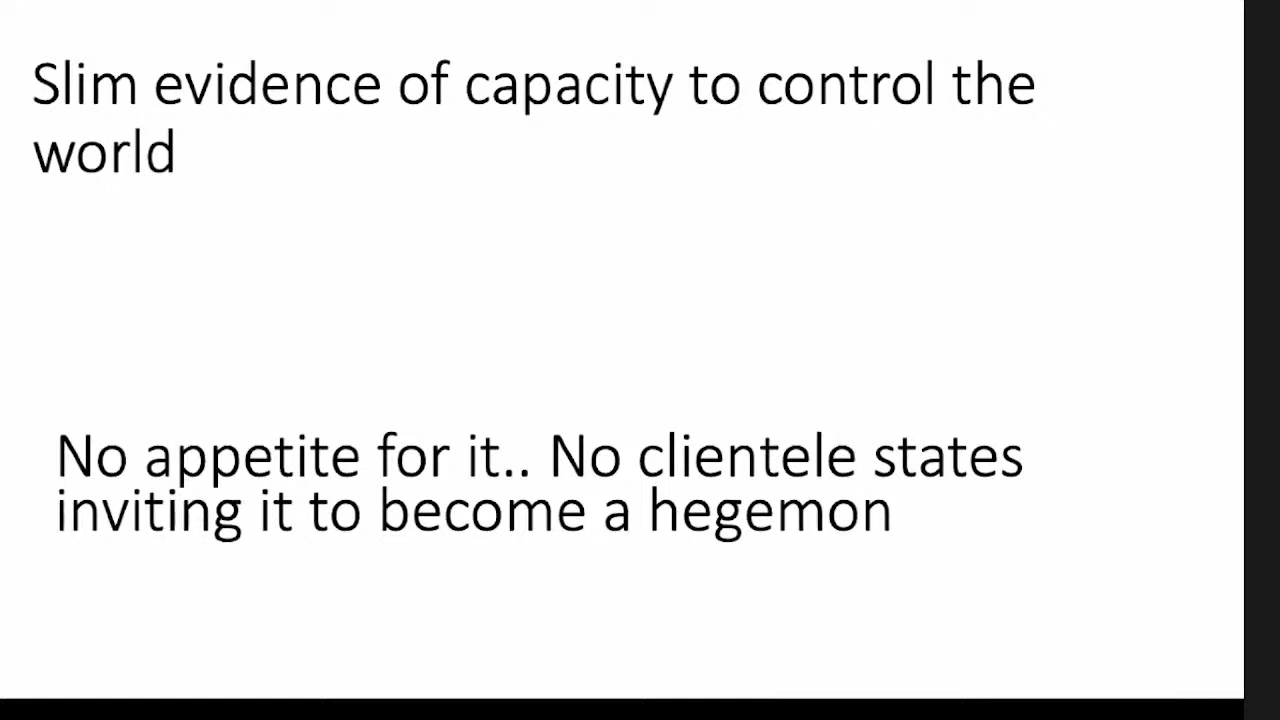 Slim evidence of capacity to control the
world
No appetite for it.. No clientele states
inviting it to become a hegemon